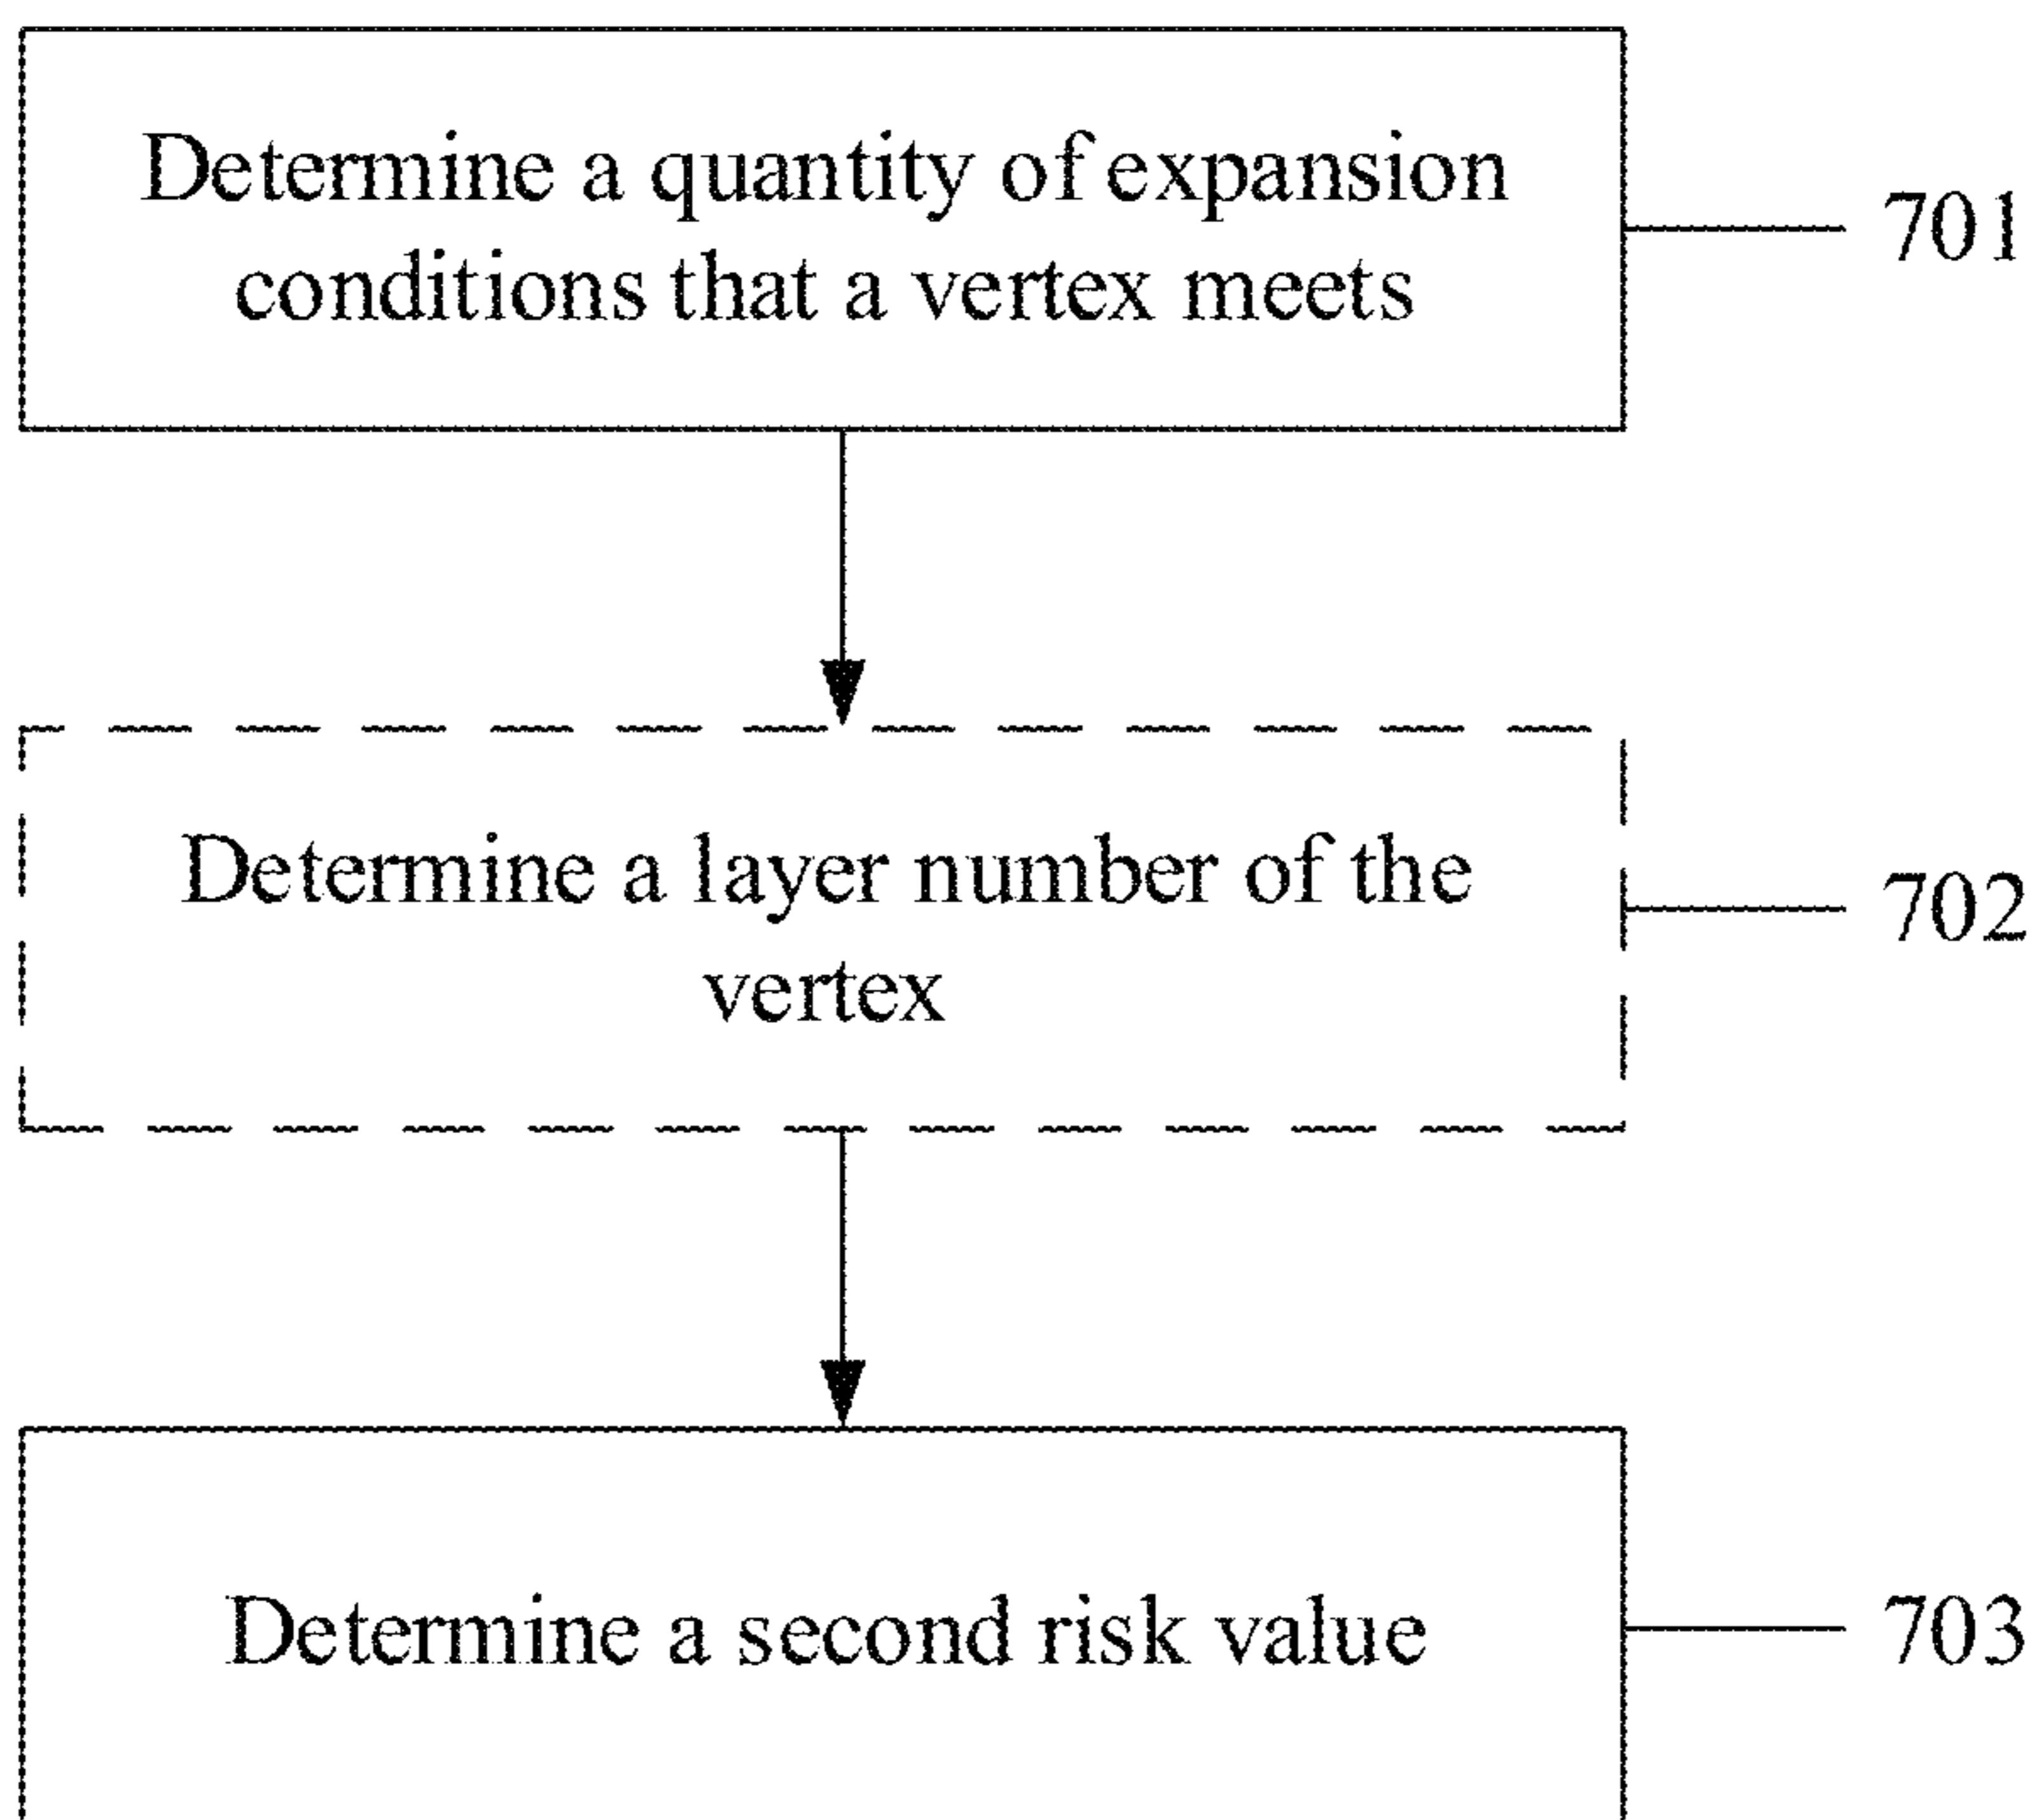 Determine a quantity of expansion
conditions that a vertex meets
701
Determine a layer number of the
vertex
702
Determine a second risk value
703